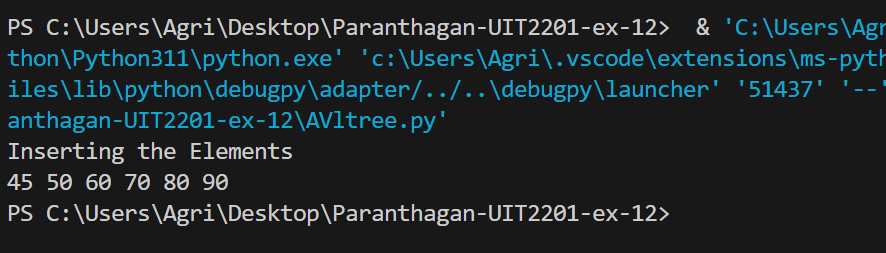 PS C:\Users\Agri\Desktop\Paranthagan-UIT2201-ex-12>  & 'C:\Users\Agr
thon\Python311\python.exe' 'c:\Users\Agri\.vscode\extensions\ms-pyth
iles\lib\python\debugpy\adapter/../..\debugpy\launcher' '51437' '--'
anthagan-UIT2201-ex-12\AVltree.py'
Inserting the Elements
45 50 60 70 80 90
PS C:\Users\Agri\Desktop\Paranthagan-UIT2201-ex-12>